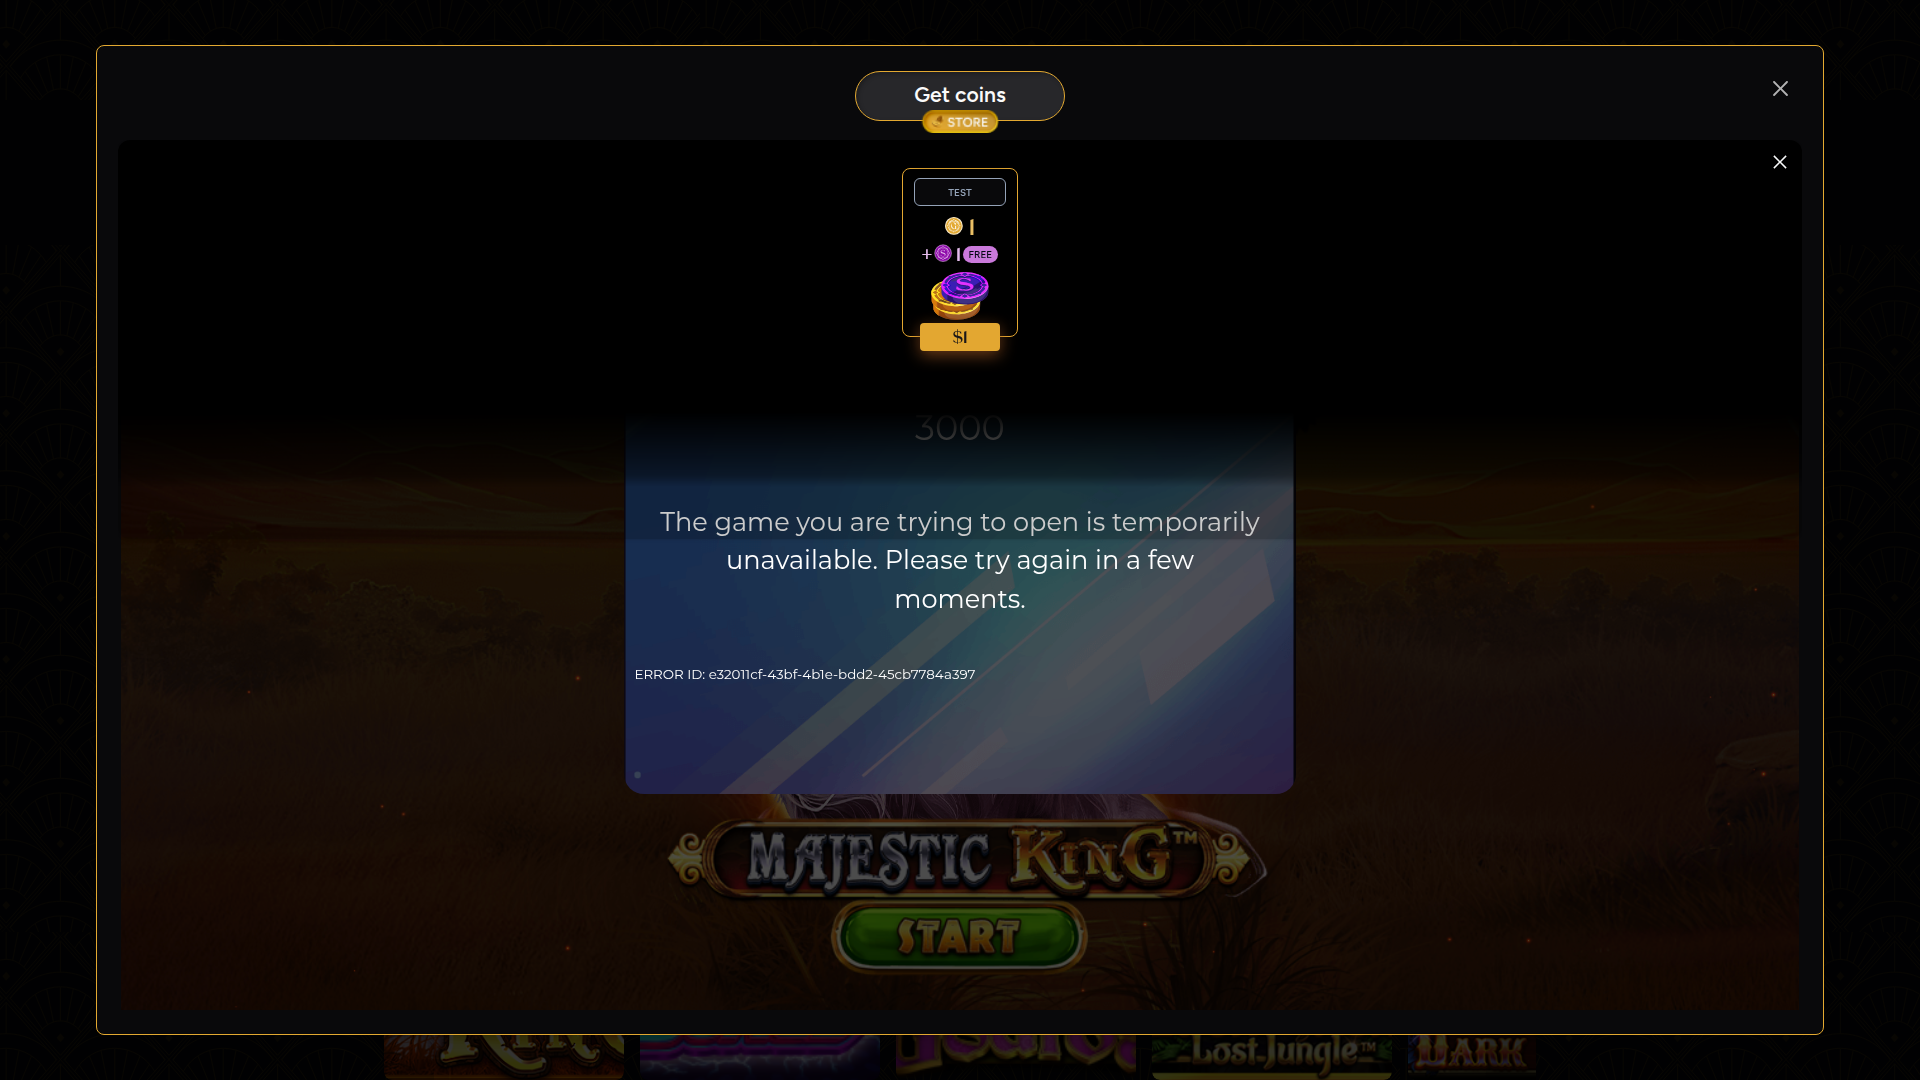 Get coins
STORE
TEST
1
+ S 1 FREE
S
$1
3000
The game you are trying to open is temporarily
unavailable. Please try again in a few
moments.
ERROR ID: e32011cf-43bf-4b1e-bdd2-45cb7784a397
MAJESTIC KING™
START
KING
Lost Jungle™
DARK